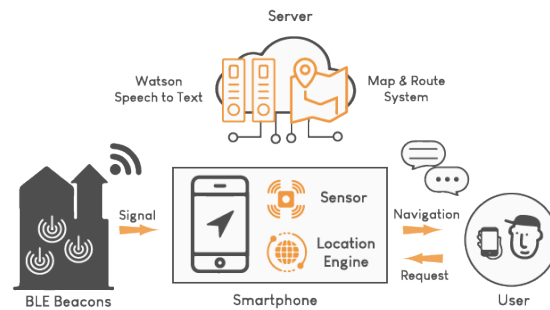 Server
Watson
Speech to Text
Map & Route
System
Signal
Sensor
Location
Engine
Navigation
Request
BLE Beacons
Smartphone
User